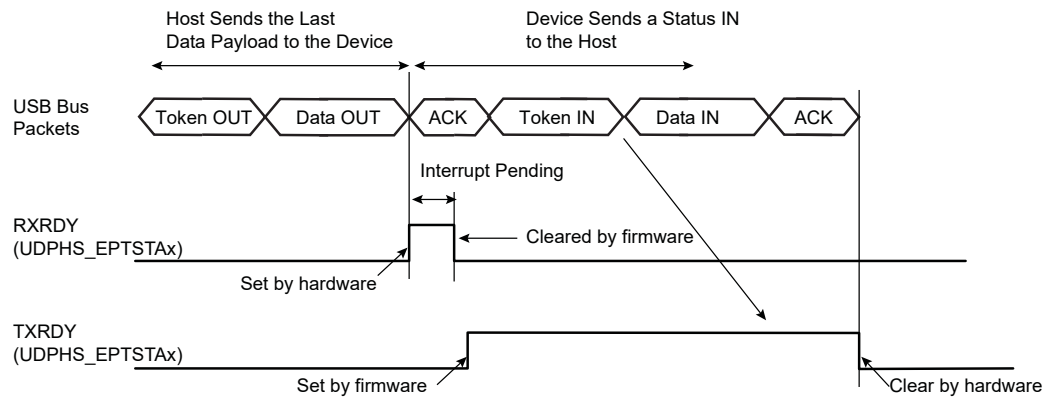 Host Sends the Last
Data Payload to the Device
Device Sends a Status IN
to the Host
USB Bus
Packets
Token OUT
Data OUT
ACK
Token IN
Data IN
ACK
Interrupt Pending
RXRDY
(UDPHS_EPTSTAx)
Set by hardware
Cleared by firmware
TXRDY
(UDPHS_EPTSTAx)
Set by firmware
Clear by hardware